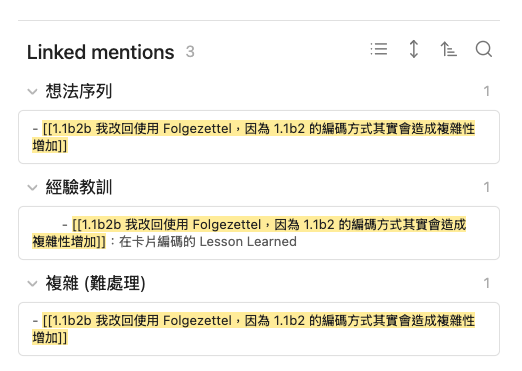 Linked mentions 3
想法序列 1
- [[1.1b2b 我改回使用 Folgezettel，因為 1.1b2 的編碼方式其實會造成複雜性
增加]]
經驗教訓 1
- [[1.1b2b 我改回使用 Folgezettel，因為 1.1b2 的編碼方式其實會造成
複雜性增加]]：在卡片編碼的 Lesson Learned
複雜 (難處理) 1
- [[1.1b2b 我改回使用 Folgezettel，因為 1.1b2 的編碼方式其實會造成複雜性
增加]]